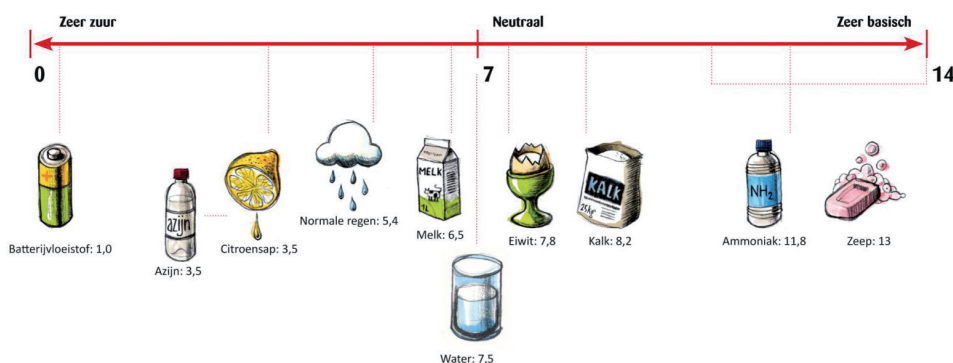 Zeer zuur
Neutraal
Zeer basisch
0
7
14
MELK
1L
azijn
KALK
25kg
NH₂
Batterijvloeistof: 1,0
Azijn: 3,5
Citroensap: 3,5
Normale regen: 5,4
Melk: 6,5
Eiwit: 7,8
Kalk: 8,2
Ammoniak: 11,8
Zeep: 13
Water: 7.5